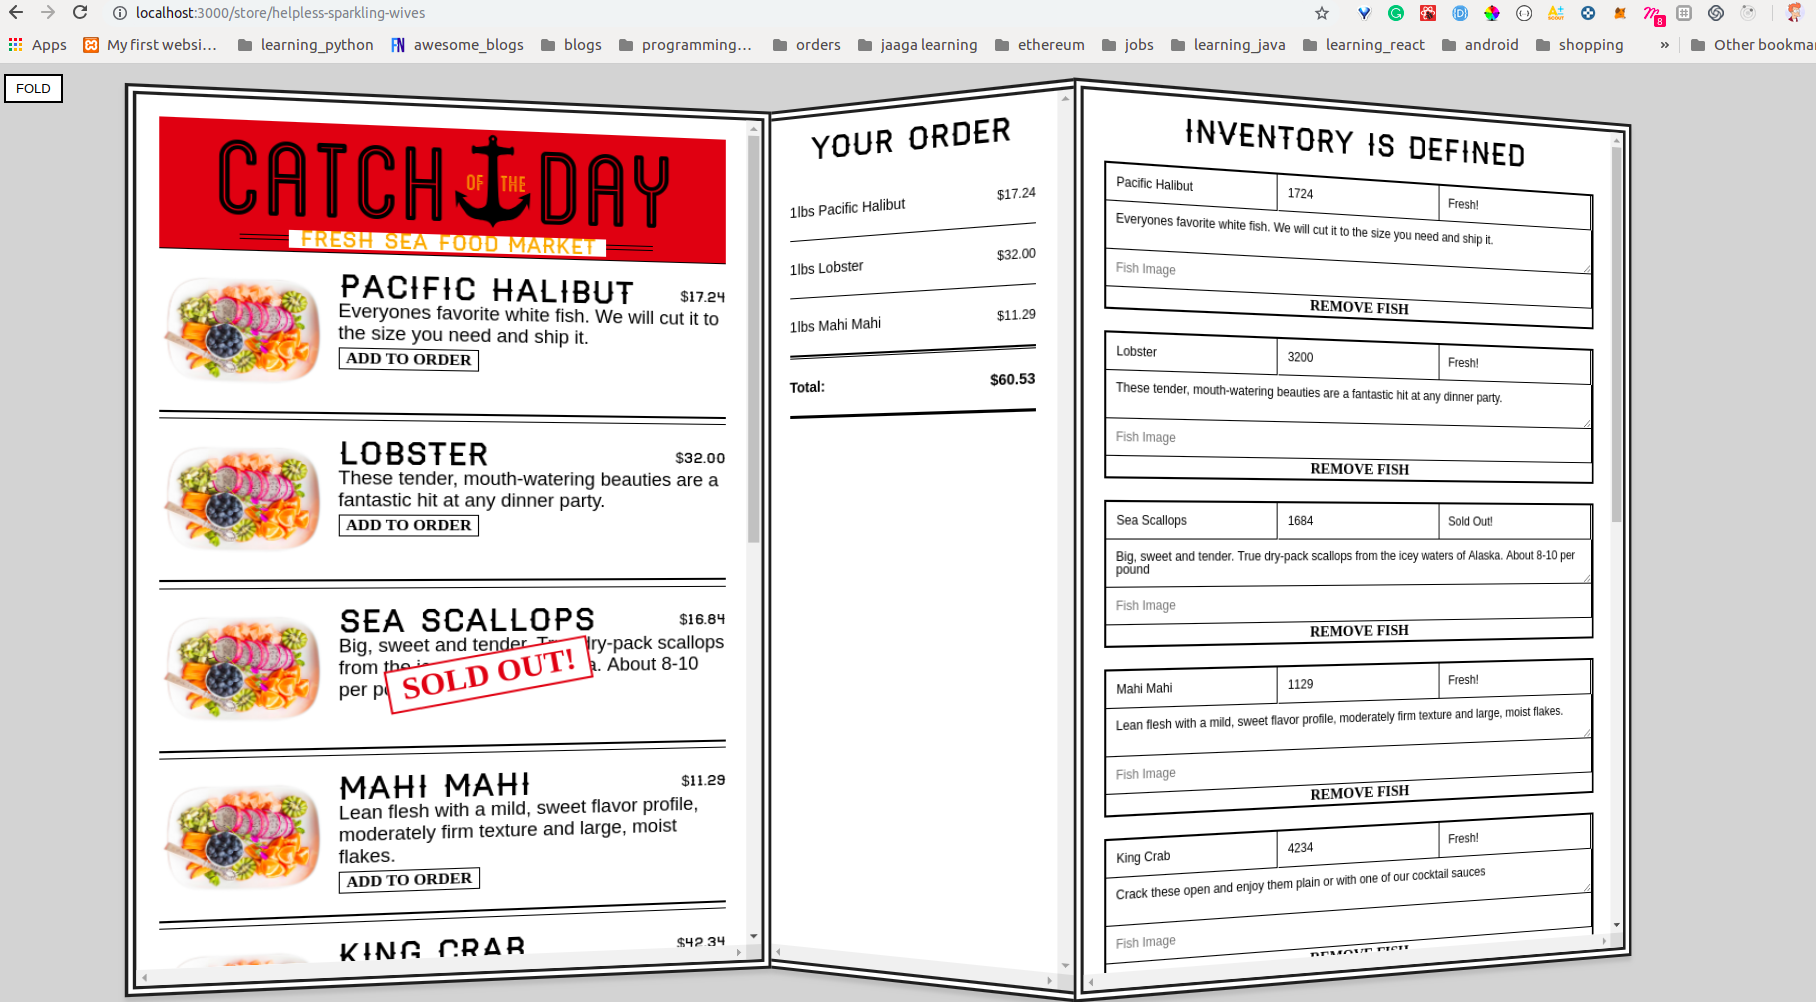 localhost:3000/store/helpless-sparkling-wives
8
Apps
My first websi...
learning_python
FN
awesome_blogs
blogs
programming...
orders
jaaga learning
ethereum
jobs
learning_java
learning_react
android
shopping
»
Other bookma
FOLD
CATCH OF THE DAY
FRESH SEA FOOD MARKET
PACIFIC HALIBUT
$17.24
Everyones favorite white fish. We will cut it to
the size you need and ship it.
ADD TO ORDER
LOBSTER
$32.00
These tender, mouth-watering beauties are a
fantastic hit at any dinner party.
ADD TO ORDER
SEA SCALLOPS
$16.84
Big, sweet and tender. True dry-pack scallops
from the a. About 8-10
per
SOLD OUT!
MAHI MAHI
$11.29
Lean flesh with a mild, sweet flavor profile,
moderately firm texture and large, moist
flakes.
ADD TO ORDER
KING CRAB
$42.34
YOUR ORDER
1lbs Pacific Halibut
$17.24
1lbs Lobster
$32.00
1lbs Mahi Mahi
$11.29
Total:
$60.53
INVENTORY IS DEFINED
Pacific Halibut
1724
Fresh!
Everyones favorite white fish. We will cut it to the size you need and ship it.
Fish Image
REMOVE FISH
Lobster
3200
Fresh!
These tender, mouth-watering beauties are a fantastic hit at any dinner party.
Fish Image
REMOVE FISH
Sea Scallops
1684
Sold Out!
Big, sweet and tender. True dry-pack scallops from the icey waters of Alaska. About 8-10 per
pound
Fish Image
REMOVE FISH
Mahi Mahi
1129
Fresh!
Lean flesh with a mild, sweet flavor profile, moderately firm texture and large, moist flakes.
Fish Image
REMOVE FISH
King Crab
4234
Fresh!
Crack these open and enjoy them plain or with one of our cocktail sauces
Fish Image
REMOVE FISH